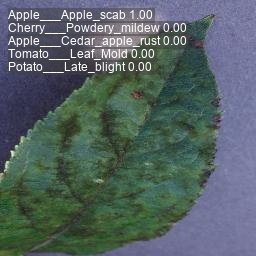 Apple___Apple_scab 1.00
Cherry___Powdery_mildew 0.00
Apple___Cedar_apple_rust 0.00
Tomato___Leaf_Mold 0.00
Potato___Late_blight 0.00